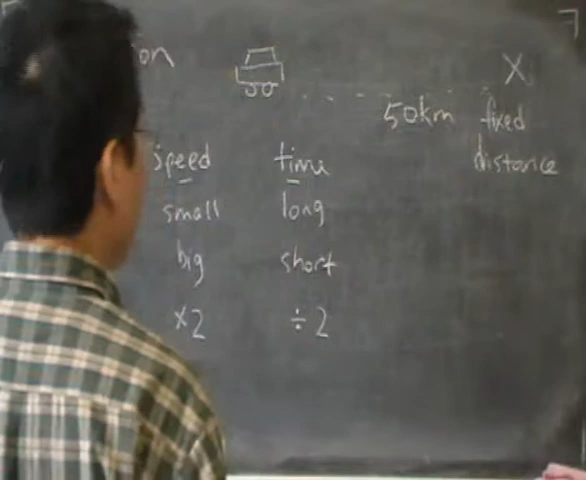 on
X
50km fixed
distance
speed time
small long
big short
×2 ÷2